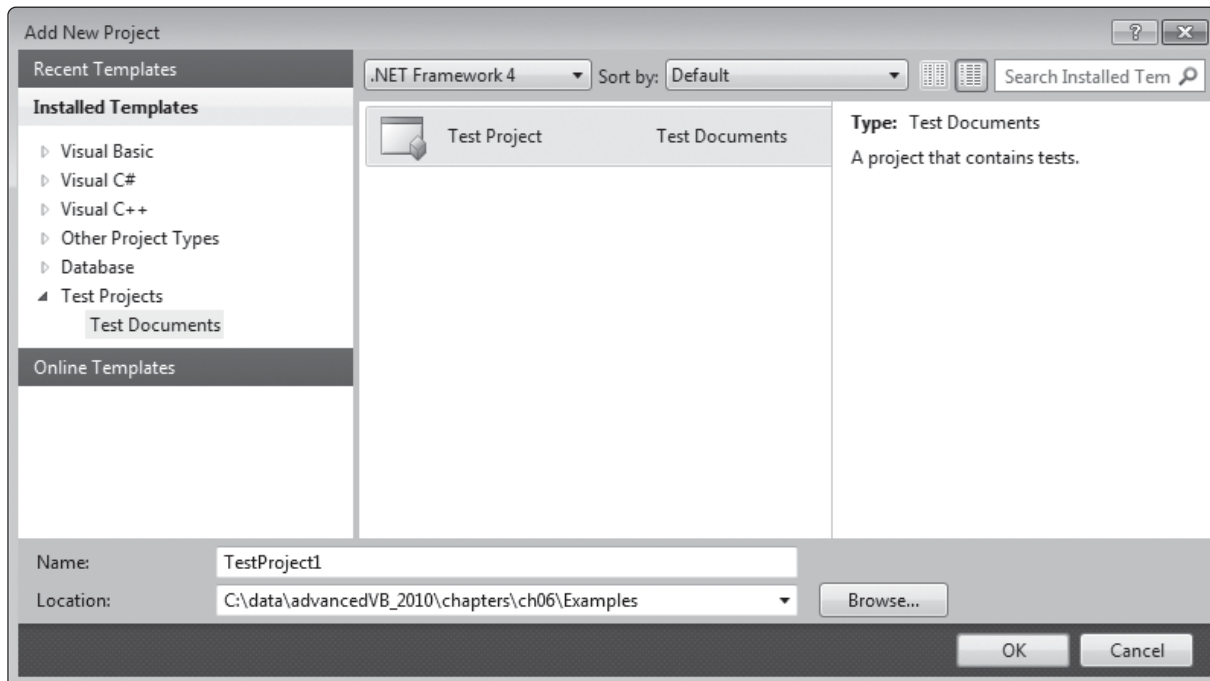 Add New Project
Recent Templates
Installed Templates
Visual Basic
Visual C#
Visual C++
Other Project Types
Database
Test Projects
Test Documents
Online Templates
.NET Framework 4
Sort by: Default
Search Installed Tem
Test Project Test Documents
Type: Test Documents
A project that contains tests.
Name: TestProject1
Location: C:\data\advancedVB_2010\chapters\ch06\Examples
Browse...
OK Cancel